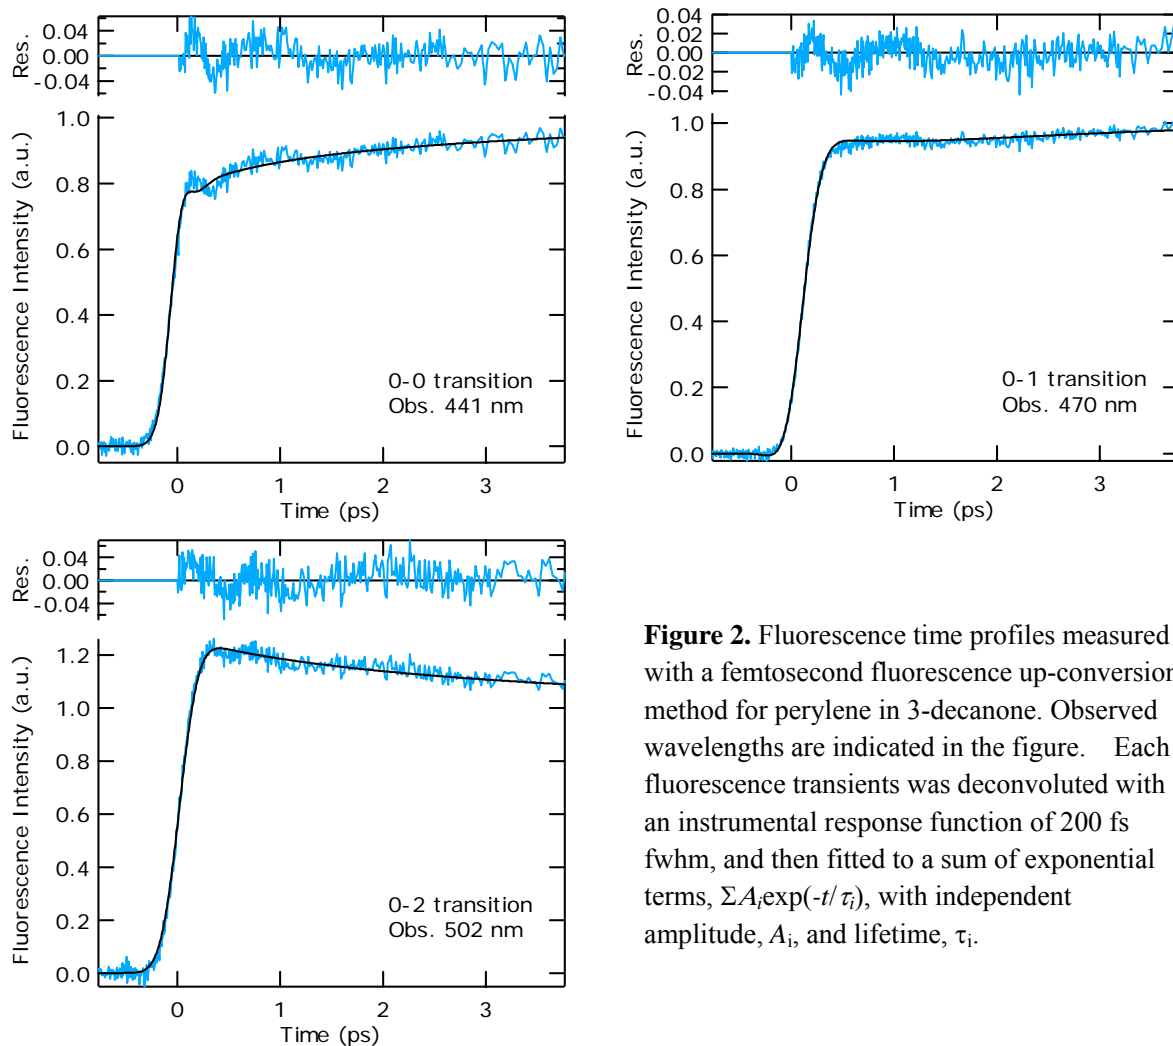 Res.
0.04
0.00
-0.04
Fluorescence Intensity (a.u.)
1.0
0.8
0.6
0.4
0.2
0.0
0-0 transition
Obs. 441 nm
0 1 2 3
Time (ps)
Res.
0.04
0.02
0.00
-0.02
-0.04
Fluorescence Intensity (a.u.)
1.0
0.8
0.6
0.4
0.2
0.0
0-1 transition
Obs. 470 nm
0 1 2 3
Time (ps)
Res.
0.04
0.00
-0.04
Fluorescence Intensity (a.u.)
1.2
1.0
0.8
0.6
0.4
0.2
0.0
0-2 transition
Obs. 502 nm
0 1 2 3
Time (ps)
Figure 2. Fluorescence time profiles measured
with a femtosecond fluorescence up-conversion
method for perylene in 3-decanone. Observed
wavelengths are indicated in the figure. Each
fluorescence transients was deconvoluted with
an instrumental response function of 200 fs
fwhm, and then fitted to a sum of exponential
terms, ΣAiexp(-t/τi), with independent
amplitude, Ai, and lifetime, τi.